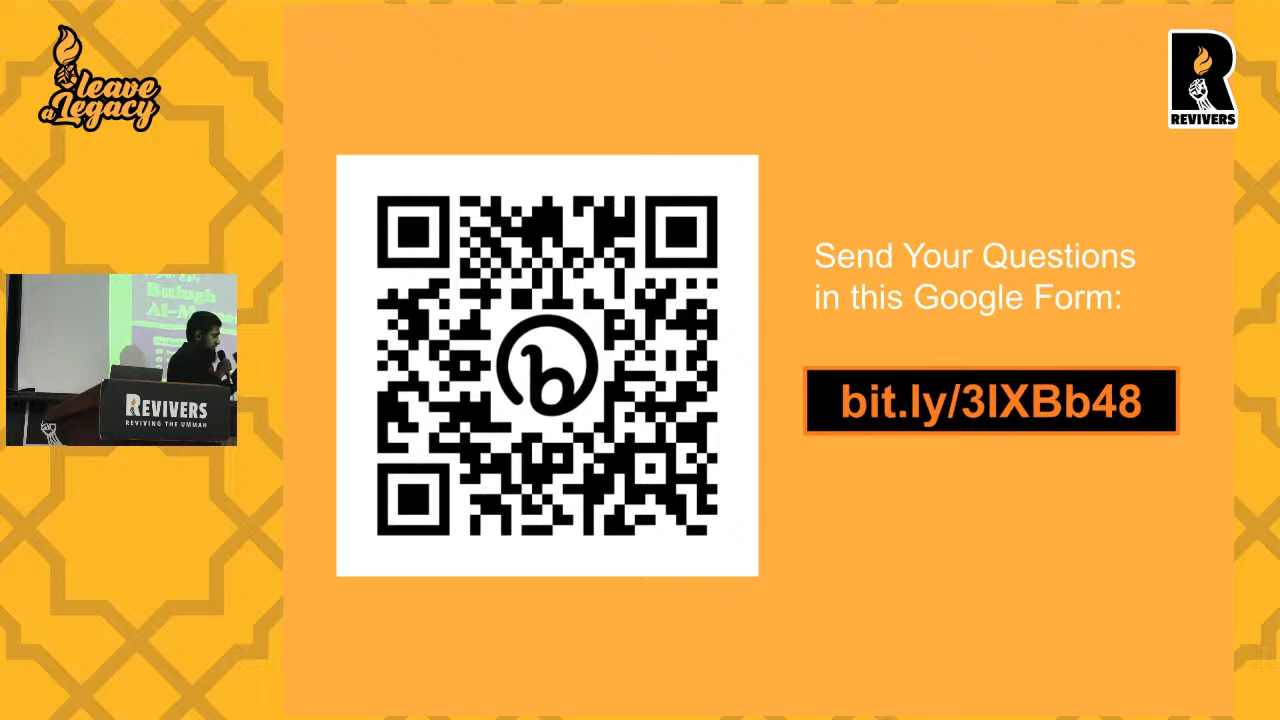 leave
a Legacy
REVIVERS
Send Your Questions
in this Google Form:
bit.ly/3lXBb48
REVIVERS
REVIVING THE UMMAH